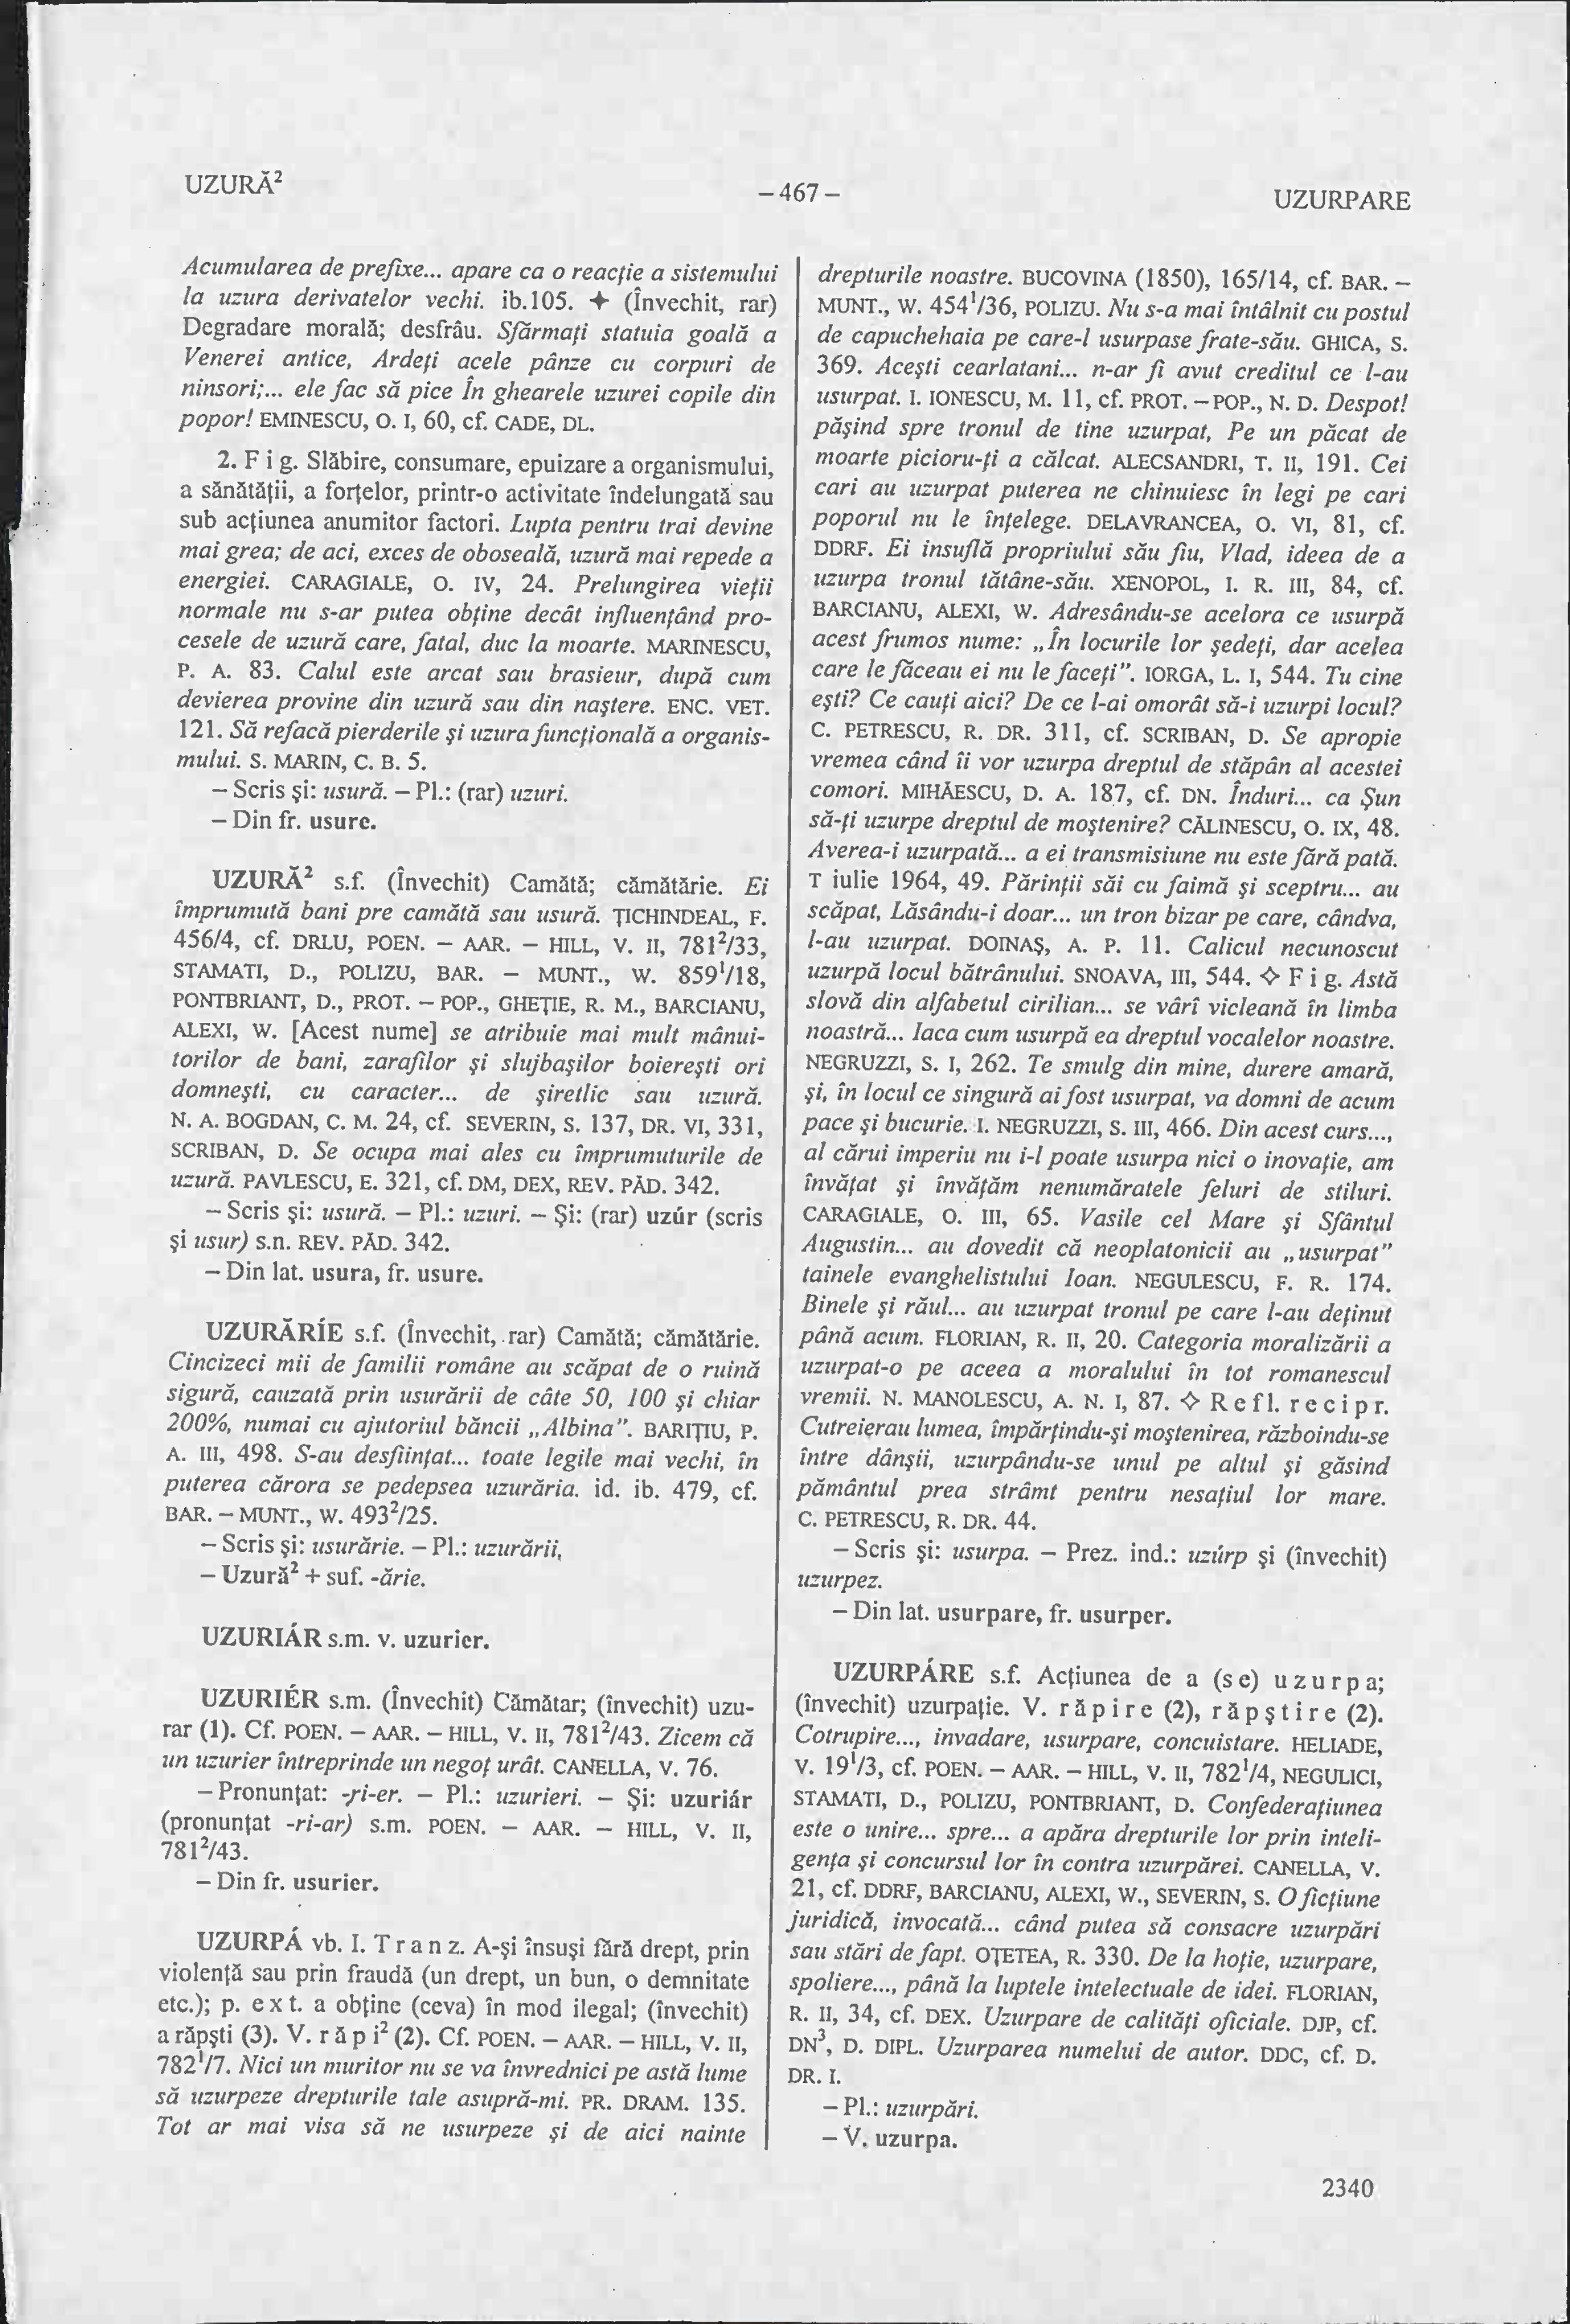 UZURĂ²
– 467 –
UZURPARE
Acumularea de prefixe... apare ca o reacţie a sistemului
la uzura derivatelor vechi. ib.105. ✦ (Învechit, rar)
Degradare morală; desfrâu. Sfărmaţi statuia goală a
Venerei antice, Ardeţi acele pânze cu corpuri de
ninsori;... ele fac să pice În ghearele uzurei copile din
popor! EMINESCU, O. I, 60, cf. CADE, DL.
2. F i g. Slăbire, consumare, epuizare a organismului,
a sănătăţii, a forţelor, printr-o activitate îndelungată sau
sub acţiunea anumitor factori. Lupta pentru trai devine
mai grea; de aci, exces de oboseală, uzură mai repede a
energiei. CARAGIALE, O. IV, 24. Prelungirea vieţii
normale nu s-ar putea obţine decât influenţând pro-
cesele de uzură care, fatal, duc la moarte. MARINESCU,
P. A. 83. Calul este arcat sau brasieur, după cum
devierea provine din uzură sau din naştere. ENC. VET.
121. Să refacă pierderile şi uzura funcţională a organis-
mului. S. MARIN, C. B. 5.
– Scris şi: usură. – Pl.: (rar) uzuri.
– Din fr. usure.
UZURĂ² s.f. (Învechit) Camătă; cămătărie. Ei
împrumută bani pre camătă sau usură. ŢICHINDEAL, F.
456/4, cf. DRLU, POEN. – AAR. – HILL, V. II, 781²/33,
STAMATI, D., POLIZU, BAR. – MUNT., W. 859¹/18,
PONTBRIANT, D., PROT. – POP., GHEŢIE, R. M., BARCIANU,
ALEXI, W. [Acest nume] se atribuie mai mult mânui-
torilor de bani, zarafilor şi slujbaşilor boiereşti ori
domneşti, cu caracter... de şiretlic sau uzură.
N. A. BOGDAN, C. M. 24, cf. SEVERIN, S. 137, DR. VI, 331,
SCRIBAN, D. Se ocupa mai ales cu împrumuturile de
uzură. PAVLESCU, E. 321, cf. DM, DEX, REV. PĂD. 342.
– Scris şi: usură. – Pl.: uzuri. – Şi: (rar) uzúr (scris
şi usur) s.n. REV. PĂD. 342.
– Din lat. usura, fr. usure.
UZURĂRÍE s.f. (Învechit, rar) Camătă; cămătărie.
Cincizeci mii de familii române au scăpat de o ruină
sigură, cauzată prin usurării de câte 50, 100 şi chiar
200%, numai cu ajutoriul băncii „Albina”. BARIŢIU, P.
A. III, 498. S-au desfiinţat... toate legile mai vechi, în
puterea cărora se pedepsea uzurăria. id. ib. 479, cf.
BAR. – MUNT., W. 493²/25.
– Scris şi: usurărie. – Pl.: uzurării.
– Uzură² + suf. -ărie.
UZURIÁR s.m. v. uzurier.
UZURIÉR s.m. (Învechit) Cămătar; (învechit) uzu-
rar (1). Cf. POEN. – AAR. – HILL, V. II, 781²/43. Zicem că
un uzurier întreprinde un negoţ urât. CANELLA, V. 76.
– Pronunţat: -ri-er. – Pl.: uzurieri. – Şi: uzuriár
(pronunţat -ri-ar) s.m. POEN. – AAR. – HILL, V. II,
781²/43.
– Din fr. usurier.
UZURPÁ vb. I. T r a n z. A-şi însuşi fără drept, prin
violenţă sau prin fraudă (un drept, un bun, o demnitate
etc.); p. e x t. a obţine (ceva) în mod ilegal; (învechit)
a răpşti (3). V. r ă p i² (2). Cf. POEN. – AAR. – HILL, V. II,
782¹/7. Nici un muritor nu se va învrednici pe astă lume
să uzurpeze drepturile tale asupră-mi. PR. DRAM. 135.
Tot ar mai visa să ne usurpeze şi de aici nainte
drepturile noastre. BUCOVINA (1850), 165/14, cf. BAR. –
MUNT., W. 454¹/36, POLIZU. Nu s-a mai întâlnit cu postul
de capuchehaia pe care-l usurpase frate-său. GHICA, S.
369. Aceşti cearlatani... n-ar fi avut creditul ce l-au
usurpat. I. IONESCU, M. 11, cf. PROT. – POP., N. D. Despot!
păşind spre tronul de tine uzurpat, Pe un păcat de
moarte picioru-ţi a călcat. ALECSANDRI, T. II, 191. Cei
cari au uzurpat puterea ne chinuiesc în legi pe cari
poporul nu le înţelege. DELAVRANCEA, O. VI, 81, cf.
DDRF. Ei insuflă propriului său fiu, Vlad, ideea de a
uzurpa tronul tătâne-său. XENOPOL, I. R. III, 84, cf.
BARCIANU, ALEXI, W. Adresându-se acelora ce usurpă
acest frumos nume: „În locurile lor şedeţi, dar acelea
care le făceau ei nu le faceţi”. IORGA, L. I, 544. Tu cine
eşti? Ce cauţi aici? De ce l-ai omorât să-i uzurpi locul?
C. PETRESCU, R. DR. 311, cf. SCRIBAN, D. Se apropie
vremea când îi vor uzurpa dreptul de stăpân al acestei
comori. MIHĂESCU, D. A. 187, cf. DN. Înduri... ca Şun
să-ţi uzurpe dreptul de moştenire? CĂLINESCU, O. IX, 48.
Averea-i uzurpată... a ei transmisiune nu este fără pată.
T iulie 1964, 49. Părinţii săi cu faimă şi sceptru... au
scăpat, Lăsându-i doar... un tron bizar pe care, cândva,
l-au uzurpat. DOINAŞ, A. P. 11. Calicul necunoscut
uzurpă locul bătrânului. SNOAVA, III, 544. ◇ F i g. Astă
slovă din alfabetul cirilian... se vârî vicleană în limba
noastră... Iaca cum usurpă ea dreptul vocalelor noastre.
NEGRUZZI, S. I, 262. Te smulg din mine, durere amară,
şi, în locul ce singură ai fost usurpat, va domni de acum
pace şi bucurie. I. NEGRUZZI, S. III, 466. Din acest curs...,
al cărui imperiu nu i-l poate usurpa nici o inovaţie, am
învăţat şi învăţăm nenumăratele feluri de stiluri.
CARAGIALE, O. III, 65. Vasile cel Mare şi Sfântul
Augustin... au dovedit că neoplatonicii au „usurpat”
tainele evanghelistului Ioan. NEGULESCU, F. R. 174.
Binele şi răul... au uzurpat tronul pe care l-au deţinut
până acum. FLORIAN, R. II, 20. Categoria moralizării a
uzurpat-o pe aceea a moralului în tot romanescul
vremii. N. MANOLESCU, A. N. I, 87. ◇ R e f l. r e c i p r.
Cutreierau lumea, împărţindu-şi moştenirea, războindu-se
între dânşii, uzurpându-se unul pe altul şi găsind
pământul prea strâmt pentru nesaţiul lor mare.
C. PETRESCU, R. DR. 44.
– Scris şi: usurpa. – Prez. ind.: uzúrp şi (învechit)
uzurpez.
– Din lat. usurpare, fr. usurper.
UZURPÁRE s.f. Acţiunea de a (s e) u z u r p a;
(învechit) uzurpaţie. V. r ă p i r e (2), r ă p ş t i r e (2).
Cotrupire..., invadare, usurpare, concuistare. HELIADE,
V. 19¹/3, cf. POEN. – AAR. – HILL, V. II, 782¹/4, NEGULICI,
STAMATI, D., POLIZU, PONTBRIANT, D. Confederaţiunea
este o unire... spre... a apăra drepturile lor prin inteli-
genţa şi concursul lor în contra uzurpărei. CANELLA, V.
21, cf. DDRF, BARCIANU, ALEXI, W., SEVERIN, S. O ficţiune
juridică, invocată... când putea să consacre uzurpări
sau stări de fapt. OŢETEA, R. 330. De la hoţie, uzurpare,
spoliere..., până la luptele intelectuale de idei. FLORIAN,
R. II, 34, cf. DEX. Uzurpare de calităţi oficiale. DJP, cf.
DN³, D. DIPL. Uzurparea numelui de autor. DDC, cf. D.
DR. I.
– Pl.: uzurpări.
– V. uzurpa.
2340